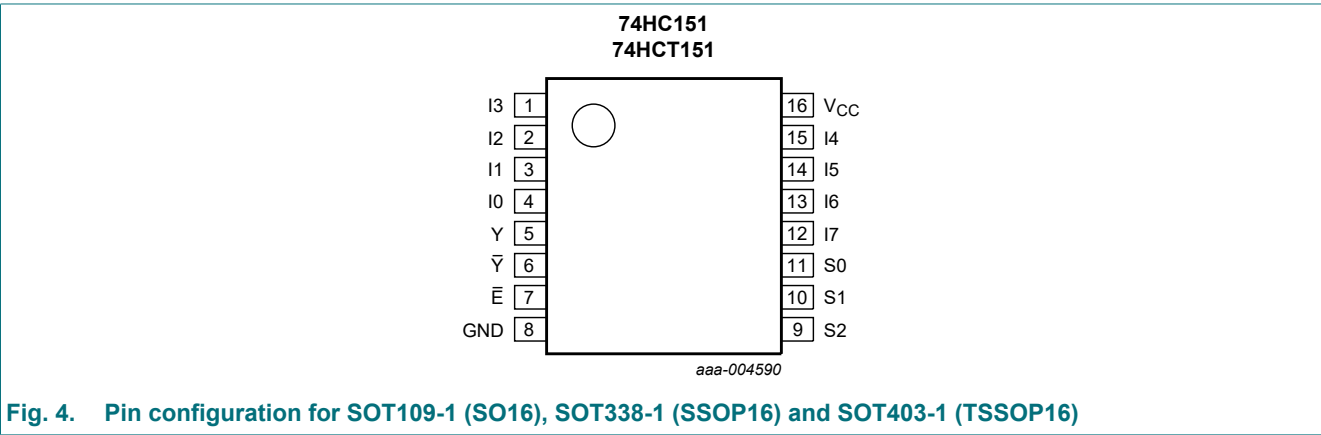 74HC151
74HCT151
I3 1 16 VCC
I2 2 15 I4
I1 3 14 I5
I0 4 13 I6
Y 5 12 I7
Y̅ 6 11 S0
E̅ 7 10 S1
GND 8 9 S2
aaa-004590
Fig. 4. Pin configuration for SOT109-1 (SO16), SOT338-1 (SSOP16) and SOT403-1 (TSSOP16)